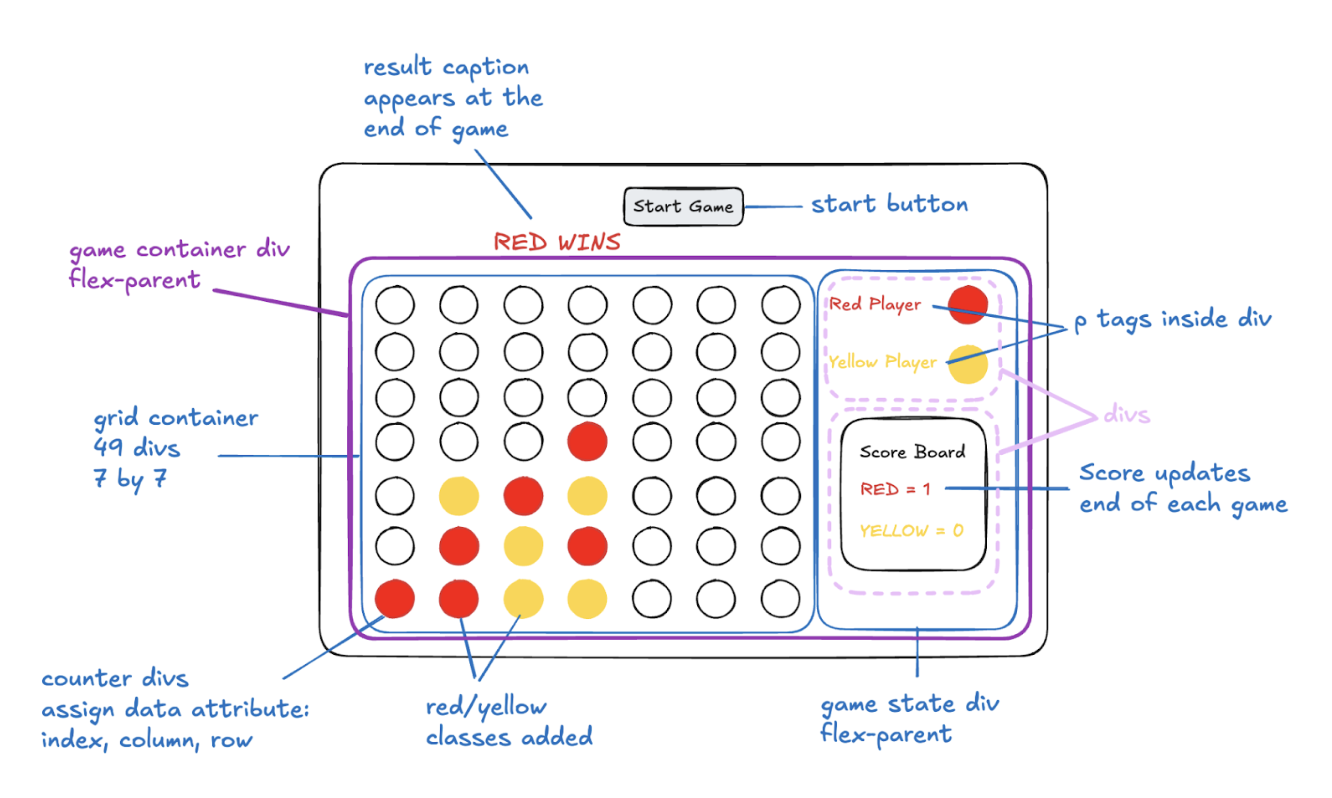 result caption
appears at the
end of game
Start Game
start button
RED WINS
game container div
flex-parent
Red Player
p tags inside div
Yellow Player
grid container
49 divs
7 by 7
divs
Score Board
RED = 1
YELLOW = 0
Score updates
end of each game
counter divs
assign data attribute:
index, column, row
red/yellow
classes added
game state div
flex-parent